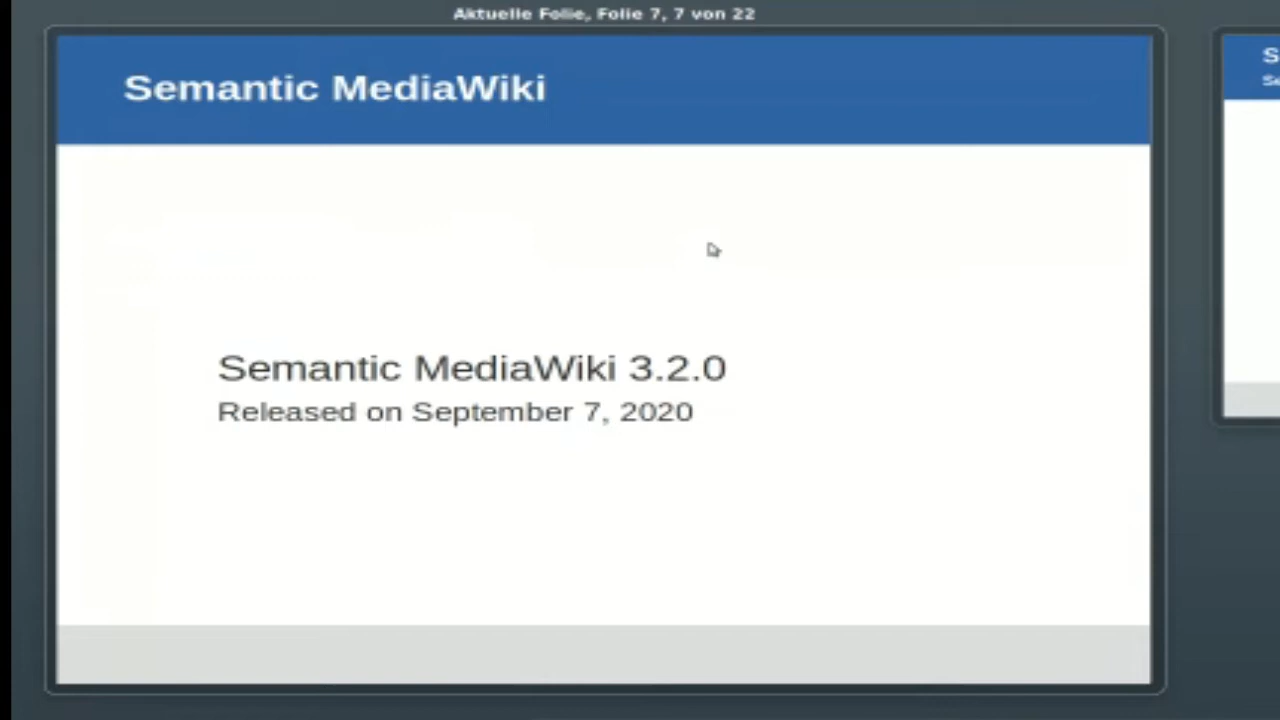 Aktuelle Folie, Folie 7, 7 von 22
Semantic MediaWiki
Semantic MediaWiki 3.2.0
Released on September 7, 2020